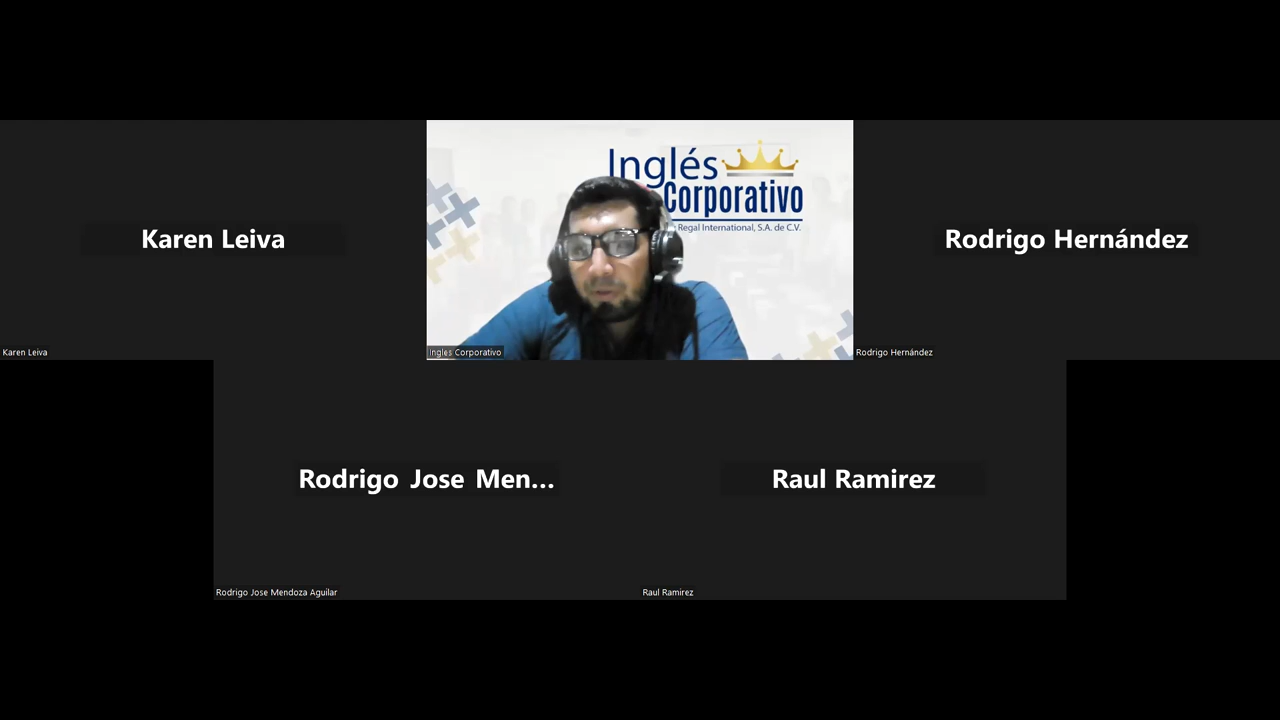 Inglés
Corporativo
Regal International, S.A. de C.V.
Karen Leiva
Rodrigo Hernández
Karen Leiva
Ingles Corporativo
Rodrigo Hernández
Rodrigo Jose Men...
Raul Ramirez
Rodrigo Jose Mendoza Aguilar
Raul Ramirez